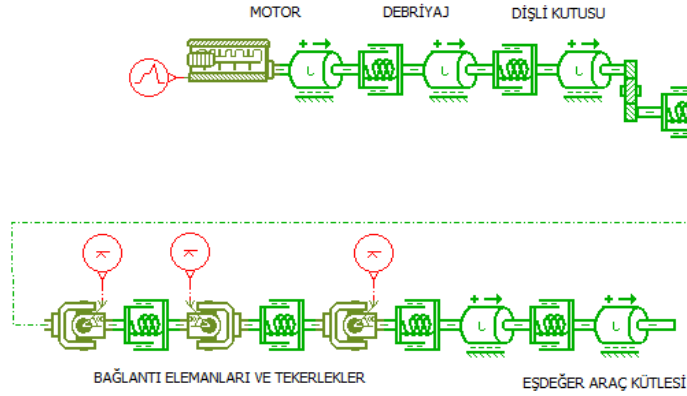 MOTOR
DEBRİYAJ
DİŞLİ KUTUSU
BAĞLANTI ELEMANLARI VE TEKERLEKLER
EŞDEĞER ARAÇ KÜTLESİ